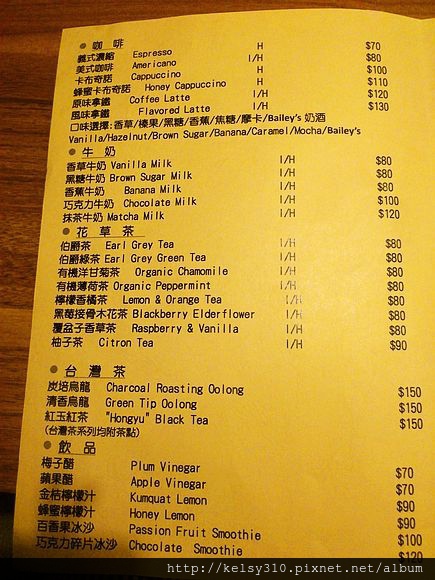 咖啡
義式濃縮 Espresso H $70
美式咖啡 Americano I/H $80
卡布奇諾 Cappuccino H $100
蜂蜜卡布奇諾 Honey Cappuccino H $110
原味拿鐵 Coffee Latte I/H $120
風味拿鐵 Flavored Latte I/H $130
口味選擇:香草/榛果/黑糖/香蕉/焦糖/摩卡/Bailey's 奶酒
Vanilla/Hazelnut/Brown Sugar/Banana/Caramel/Mocha/Bailey's
牛奶
香草牛奶 Vanilla Milk I/H $80
黑糖牛奶 Brown Sugar Milk I/H $80
香蕉牛奶 Banana Milk I/H $80
巧克力牛奶 Chocolate Milk I/H $100
抹茶牛奶 Matcha Milk I/H $120
花草茶
伯爵茶 Earl Grey Tea I/H $80
伯爵綠茶 Earl Grey Green Tea I/H $80
有機洋甘菊茶 Organic Chamomile I/H $80
有機薄荷茶 Organic Peppermint I/H $80
檸檬香橘茶 Lemon & Orange Tea I/H $80
黑莓接骨木花茶 Blackberry Elderflower I/H $80
覆盆子香草茶 Raspberry & Vanilla I/H $80
柚子茶 Citron Tea I/H $90
台灣茶
炭焙烏龍 Charcoal Roasting Oolong $150
清香烏龍 Green Tip Oolong $150
紅玉紅茶 "Hongyu" Black Tea $150
(台灣茶系列均附茶點)
飲品
梅子醋 Plum Vinegar $70
蘋果醋 Apple Vinegar $70
金桔檸檬汁 Kumquat Lemon $90
蜂蜜檸檬汁 Honey Lemon $90
百香果冰沙 Passion Fruit Smoothie $100
巧克力碎片冰沙 Chocolate Smoothie $120
http://kelsy310.pixnet.net/album